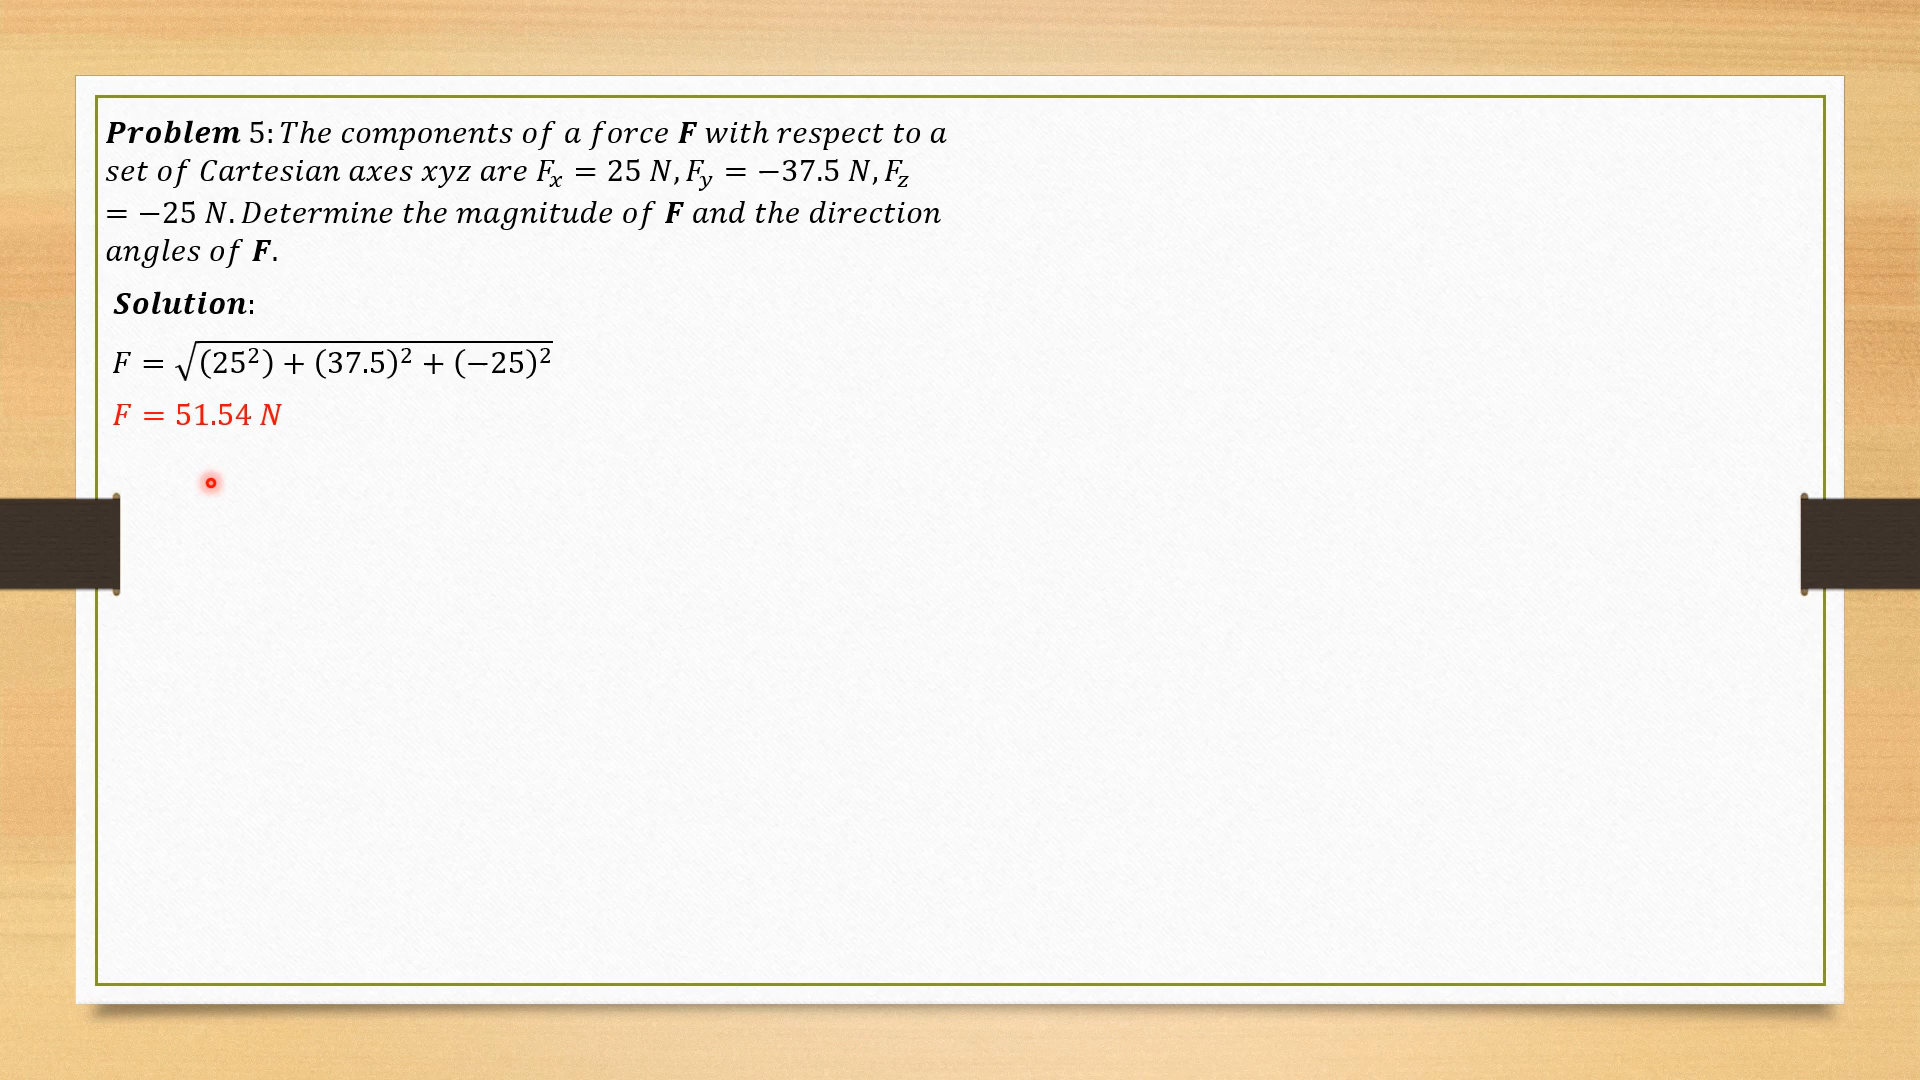 Problem 5: The components of a force F with respect to a
set of Cartesian axes xyz are Fₓ = 25 N, F_y = −37.5 N, F_z
= −25 N. Determine the magnitude of F and the direction
angles of F.
Solution:
F = √((25²) + (37.5)² + (−25)²)
F = 51.54 N